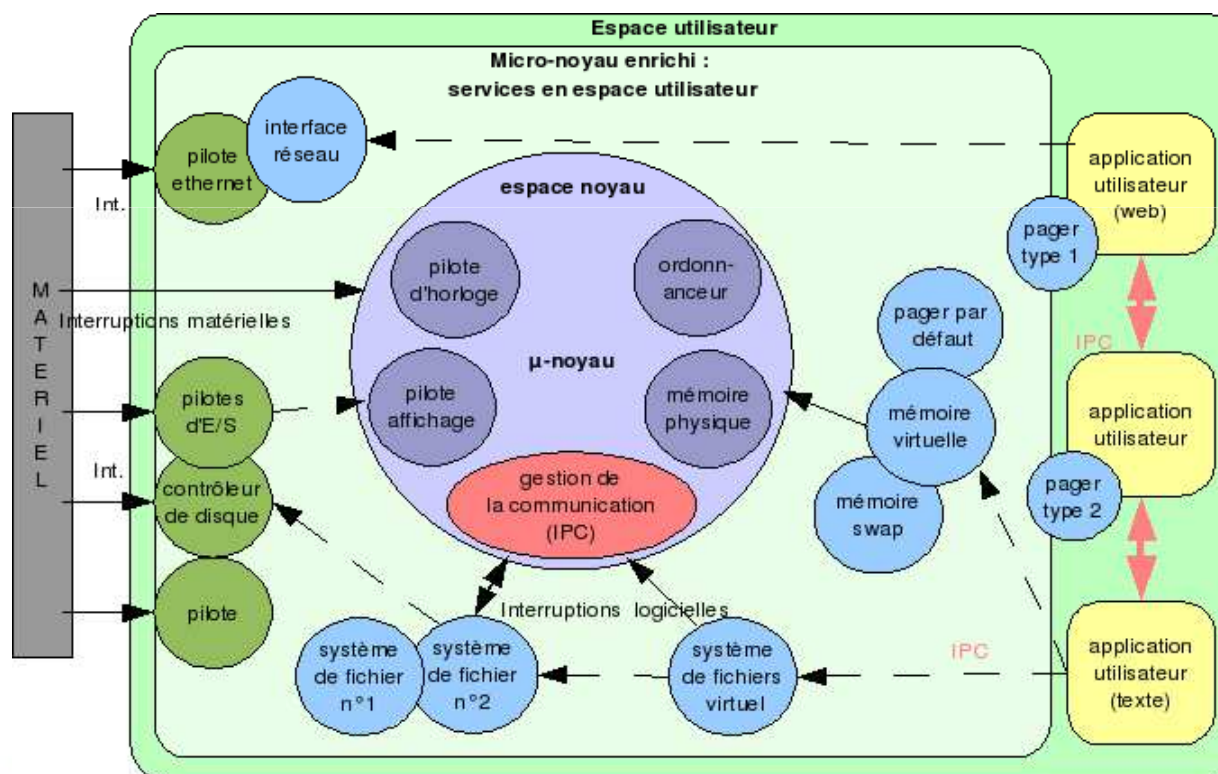 Espace utilisateur
Micro-noyau enrichi :
services en espace utilisateur
MATERIEL
Int.
Interruptions matérielles
Int.
pilote
ethernet
interface
réseau
pilotes
d'E/S
contrôleur
de disque
pilote
espace noyau
pilote
d'horloge
ordonn-
anceur
µ-noyau
pilote
affichage
mémoire
physique
gestion de
la communication
(IPC)
Interruptions logicielles
système
de fichier
n°1
système
de fichier
n°2
système
de fichiers
virtuel
IPC
pager par
défaut
mémoire
virtuelle
mémoire
swap
application
utilisateur
(web)
pager
type 1
IPC
application
utilisateur
pager
type 2
application
utilisateur
(texte)